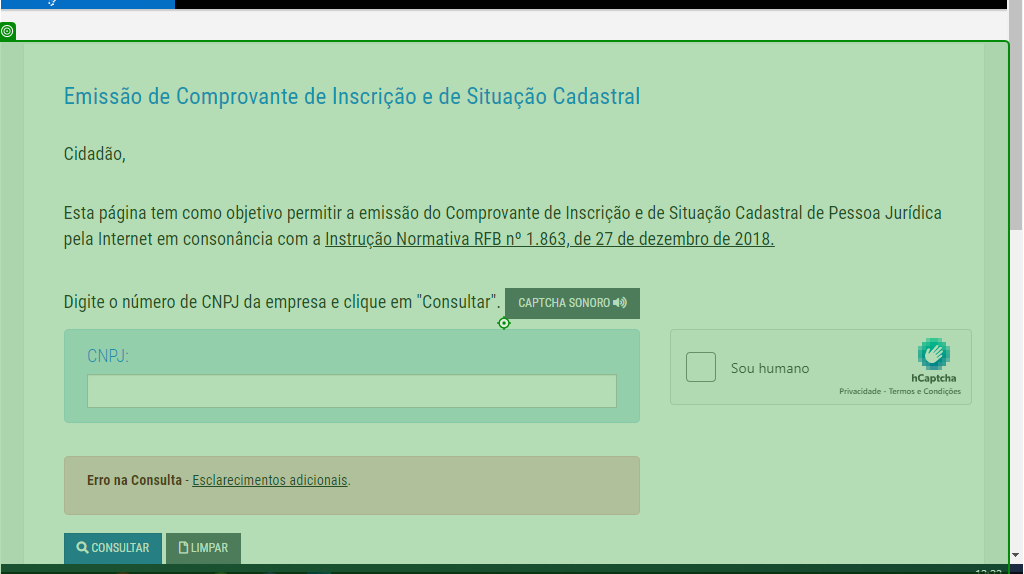 Emissão de Comprovante de Inscrição e de Situação Cadastral
Cidadão,
Esta página tem como objetivo permitir a emissão do Comprovante de Inscrição e de Situação Cadastral de Pessoa Jurídica
pela Internet em consonância com a Instrução Normativa RFB nº 1.863, de 27 de dezembro de 2018.
Digite o número de CNPJ da empresa e clique em "Consultar". CAPTCHA SONORO
CNPJ:
Sou humano
hCaptcha
Privacidade - Termos e Condições
Erro na Consulta - Esclarecimentos adicionais.
CONSULTAR LIMPAR